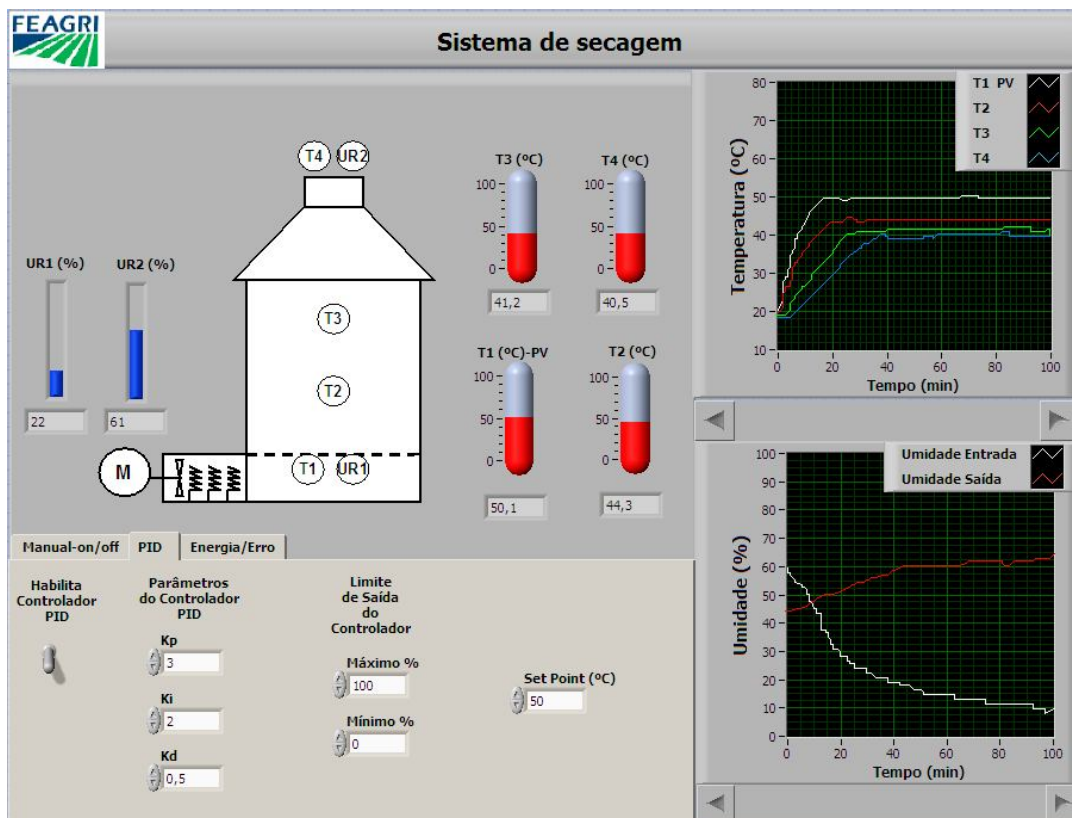 FEAGRI
Sistema de secagem
T4 UR2
T3
T2
T1 UR1
M
UR1 (%) UR2 (%)
22 61
T3 (ºC) T4 (ºC)
100 100
50 50
0 0
41,2 40,5
T1 (ºC)-PV T2 (ºC)
100 100
50 50
0 0
50,1 44,3
T1 PV
T2
T3
T4
Temperatura (ºC)
80
70
60
50
40
30
20
10
0 20 40 60 80 100
Tempo (min)
Umidade Entrada
Umidade Saída
Umidade (%)
100
90
80
70
60
50
40
30
20
10
0
0 20 40 60 80 100
Tempo (min)
Manual-on/off PID Energia/Erro
Habilita
Controlador
PID
Parâmetros
do Controlador
PID
Kp
3
Ki
2
Kd
0,5
Limite
de Saída
do
Controlador
Máximo %
100
Mínimo %
0
Set Point (ºC)
50